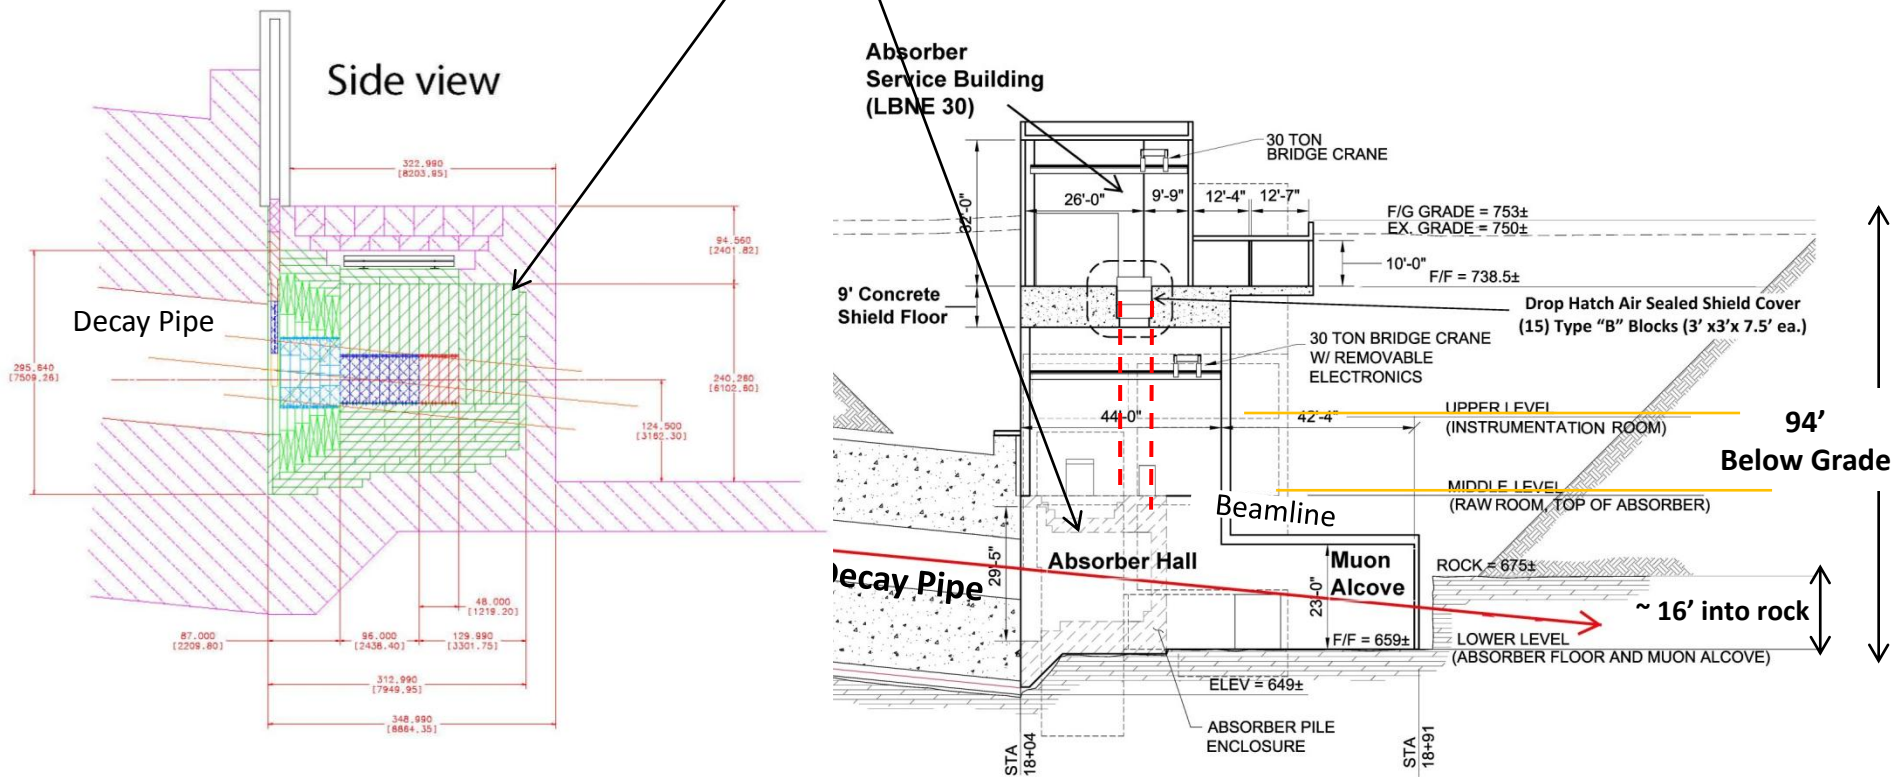 Side view
322.990
[8203.95]
94.560
[2401.82]
Decay Pipe
295.640
[7509.26]
240.260
[6102.60]
124.500
[3162.30]
48.000
[1219.20]
87.000
[2209.80]
96.000
[2438.40]
129.990
[3301.75]
312.990
[7949.95]
348.990
[8864.35]
Absorber
Service Building
(LBNE 30)
30 TON
BRIDGE CRANE
26'-0"
9'-9"
12'-4"
12'-7"
F/G GRADE = 753±
EX. GRADE = 750±
10'-0"
F/F = 738.5±
9' Concrete
Shield Floor
Drop Hatch Air Sealed Shield Cover
(15) Type “B” Blocks (3’ x3’x 7.5’ ea.)
30 TON BRIDGE CRANE
W/ REMOVABLE
ELECTRONICS
44'-0"
42'-4"
UPPER LEVEL
(INSTRUMENTATION ROOM)
94’
Below Grade
MIDDLE LEVEL
(RAW ROOM, TOP OF ABSORBER)
Beamline
29'-5"
Absorber Hall
Muon
Alcove
ROCK = 675±
Decay Pipe
23'-0"
~ 16’ into rock
F/F = 659±
LOWER LEVEL
(ABSORBER FLOOR AND MUON ALCOVE)
ELEV = 649±
ABSORBER PILE
ENCLOSURE
STA
18+04
STA
18+91